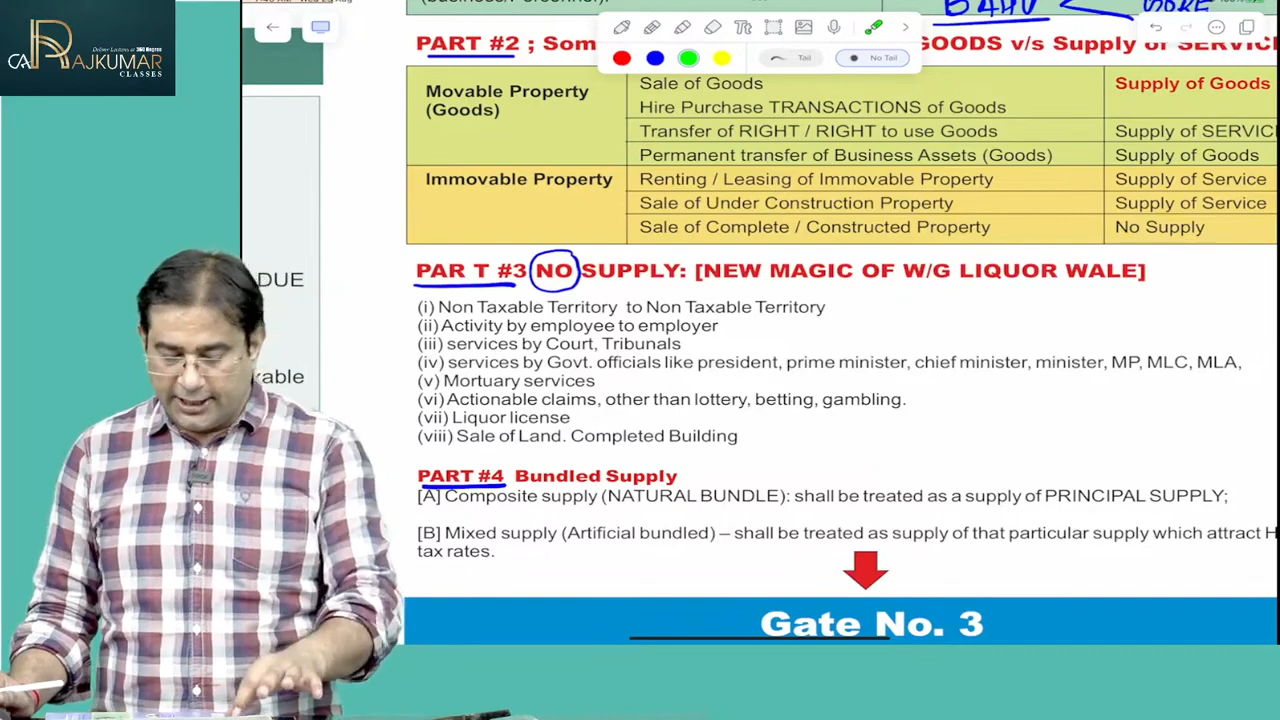 Deliver Lectures at 360 Degree
CA RAJKUMAR
CLASSES
BAHU
PART #2 ; Som
GOODS v/s Supply of SERVIC
Tail
No Tail
Movable Property
(Goods)
Sale of Goods
Supply of Goods
Hire Purchase TRANSACTIONS of Goods
Transfer of RIGHT / RIGHT to use Goods
Supply of SERVIC
Permanent transfer of Business Assets (Goods)
Supply of Goods
Immovable Property
Renting / Leasing of Immovable Property
Supply of Service
Sale of Under Construction Property
Supply of Service
Sale of Complete / Constructed Property
No Supply
DUE
PAR T #3 NO SUPPLY: [NEW MAGIC OF W/G LIQUOR WALE]
(i) Non Taxable Territory to Non Taxable Territory
(ii) Activity by employee to employer
(iii) services by Court, Tribunals
(iv) services by Govt. officials like president, prime minister, chief minister, minister, MP, MLC, MLA,
(v) Mortuary services
(vi) Actionable claims, other than lottery, betting, gambling.
(vii) Liquor license
(viii) Sale of Land. Completed Building
PART #4 Bundled Supply
[A] Composite supply (NATURAL BUNDLE): shall be treated as a supply of PRINCIPAL SUPPLY;
[B] Mixed supply (Artificial bundled) – shall be treated as supply of that particular supply which attract H
tax rates.
Gate No. 3